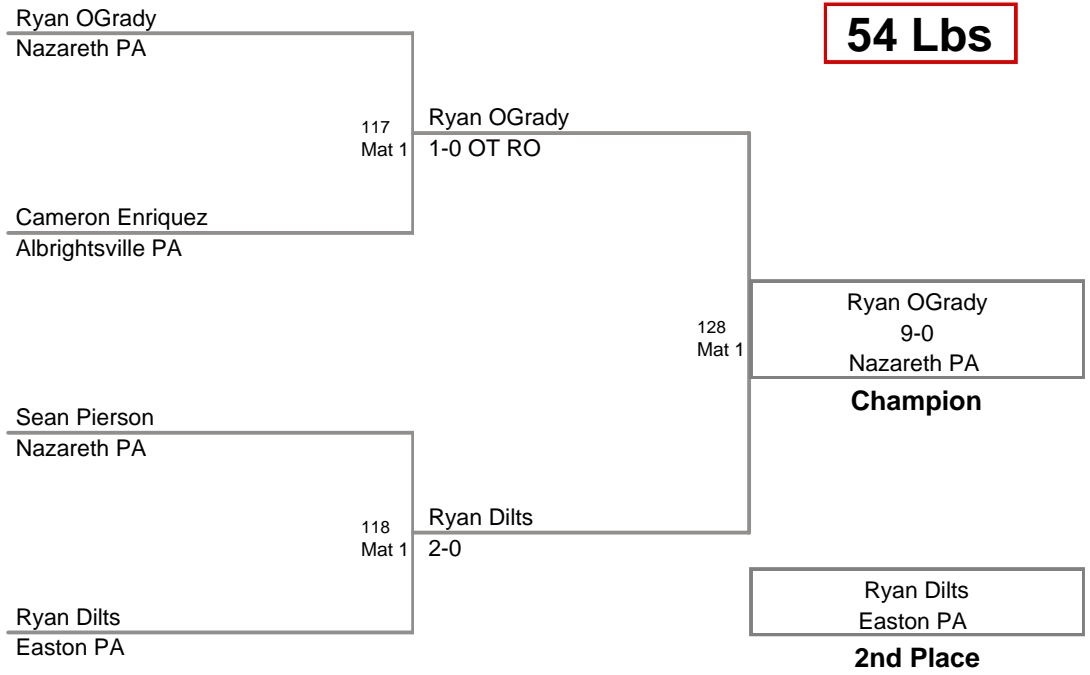 Ryan OGrady
Nazareth PA
54 Lbs
117
Mat 1
Ryan OGrady
1-0 OT RO
Cameron Enriquez
Albrightsville PA
128
Mat 1
Ryan OGrady
9-0
Nazareth PA
Champion
Sean Pierson
Nazareth PA
118
Mat 1
Ryan Dilts
2-0
Ryan Dilts
Easton PA
Ryan Dilts
Easton PA
2nd Place